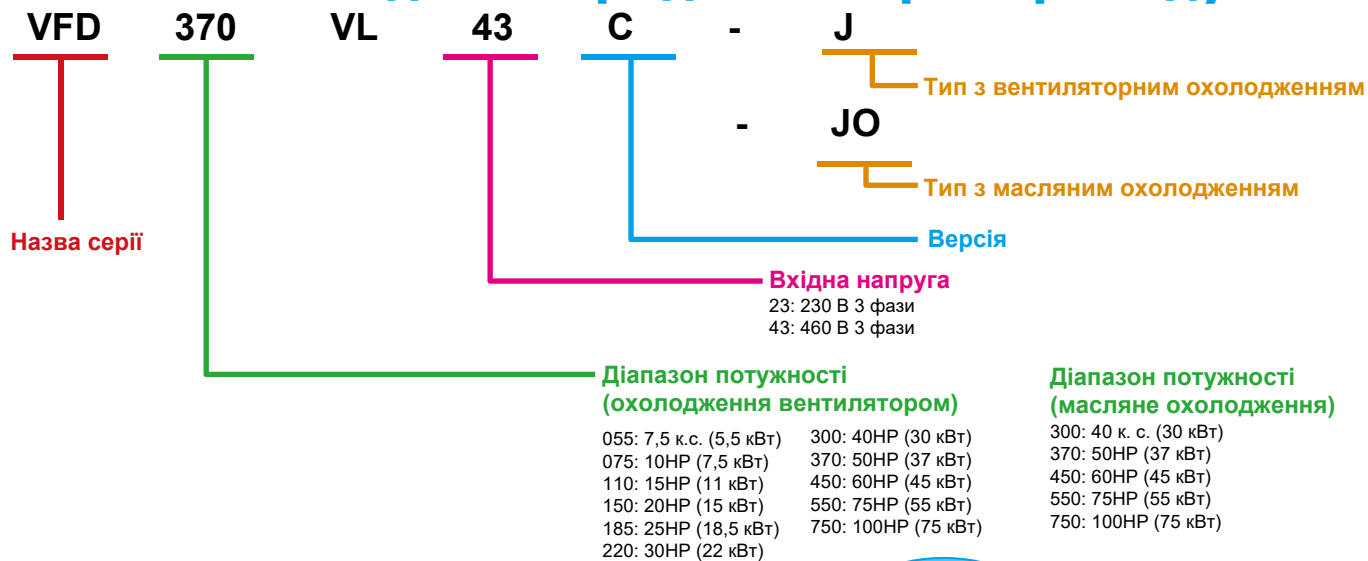 VFD 370 VL 43 C - J
Тип з вентиляторним охолодженням
- JO
Тип з масляним охолодженням
Назва серії
Версія
Вхідна напруга
23: 230 В 3 фази
43: 460 В 3 фази
Діапазон потужності
(охолодження вентилятором)
055: 7,5 к.с. (5,5 кВт)
075: 10HP (7,5 кВт)
110: 15HP (11 кВт)
150: 20HP (15 кВт)
185: 25HP (18,5 кВт)
220: 30HP (22 кВт)
300: 40HP (30 кВт)
370: 50HP (37 кВт)
450: 60HP (45 кВт)
550: 75HP (55 кВт)
750: 100HP (75 кВт)
Діапазон потужності
(масляне охолодження)
300: 40 к. с. (30 кВт)
370: 50HP (37 кВт)
450: 60HP (45 кВт)
550: 75HP (55 кВт)
750: 100HP (75 кВт)